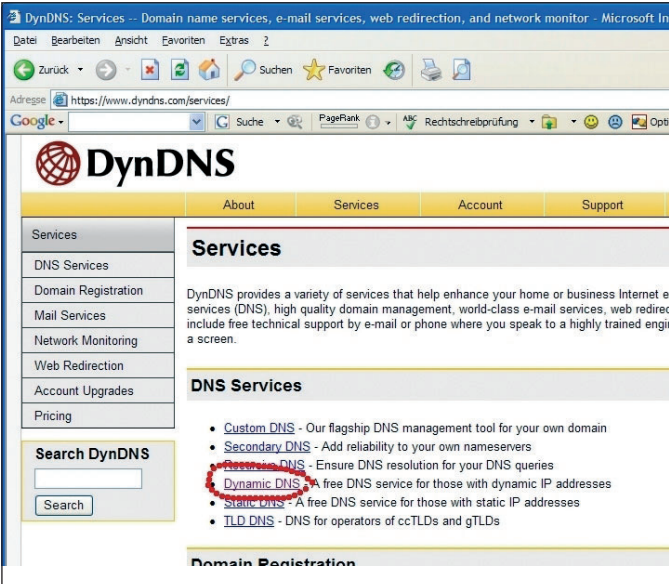 DynDNS: Services -- Domain name services, e-mail services, web redirection, and network monitor - Microsoft In
Datei Bearbeiten Ansicht Favoriten Extras ?
Zurück Suchen Favoriten
Adresse https://www.dyndns.com/services/
Google Suche PageRank ABC Rechtschreibprüfung Opti
DynDNS
About Services Account Support
Services
DNS Services
Domain Registration
Mail Services
Network Monitoring
Web Redirection
Account Upgrades
Pricing
Search DynDNS
Search
Services
DynDNS provides a variety of services that help enhance your home or business Internet e
services (DNS), high quality domain management, world-class e-mail services, web redirec
include free technical support by e-mail or phone where you speak to a highly trained engi
a screen.
DNS Services
• Custom DNS - Our flagship DNS management tool for your own domain
• Secondary DNS - Add reliability to your own nameservers
• Recursive DNS - Ensure DNS resolution for your DNS queries
• Dynamic DNS - A free DNS service for those with dynamic IP addresses
• Static DNS - A free DNS service for those with static IP addresses
• TLD DNS - DNS for operators of ccTLDs and gTLDs
Domain Registration